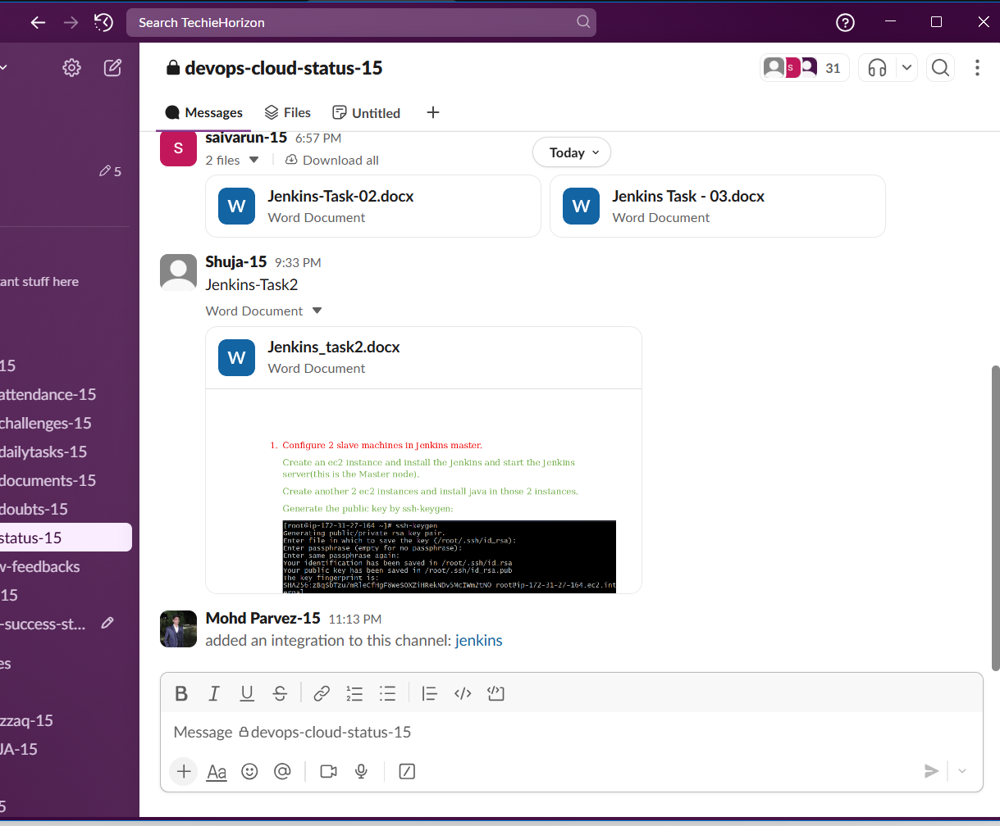 Search TechieHorizon
devops-cloud-status-15
S
31
Messages
Files
Untitled
5
ant stuff here
15
attendance-15
challenges-15
dailytasks-15
documents-15
doubts-15
status-15
v-feedbacks
15
-success-st...
es
zzaq-15
JA-15
5
S
saivarun-15 6:57 PM
Today
2 files
Download all
W
Jenkins-Task-02.docx
Word Document
W
Jenkins Task - 03.docx
Word Document
Shuja-15 9:33 PM
Jenkins-Task2
Word Document
W
Jenkins_task2.docx
Word Document
1. Configure 2 slave machines in Jenkins master.
Create an ec2 instance and install the Jenkins and start the Jenkins
server(this is the Master node).
Create another 2 ec2 instances and install java in those 2 instances.
Generate the public key by ssh-keygen:
[root@ip-172-31-27-164 ~]# ssh-keygen
Generating public/private rsa key pair.
Enter file in which to save the key (/root/.ssh/id_rsa):
Enter passphrase (empty for no passphrase):
Enter same passphrase again:
Your identification has been saved in /root/.ssh/id_rsa
Your public key has been saved in /root/.ssh/id_rsa.pub
The key fingerprint is:
root@ip-172-31-27-164.ec2.int
Mohd Parvez-15 11:13 PM
added an integration to this channel: jenkins
B I U S
Message devops-cloud-status-15
Aa